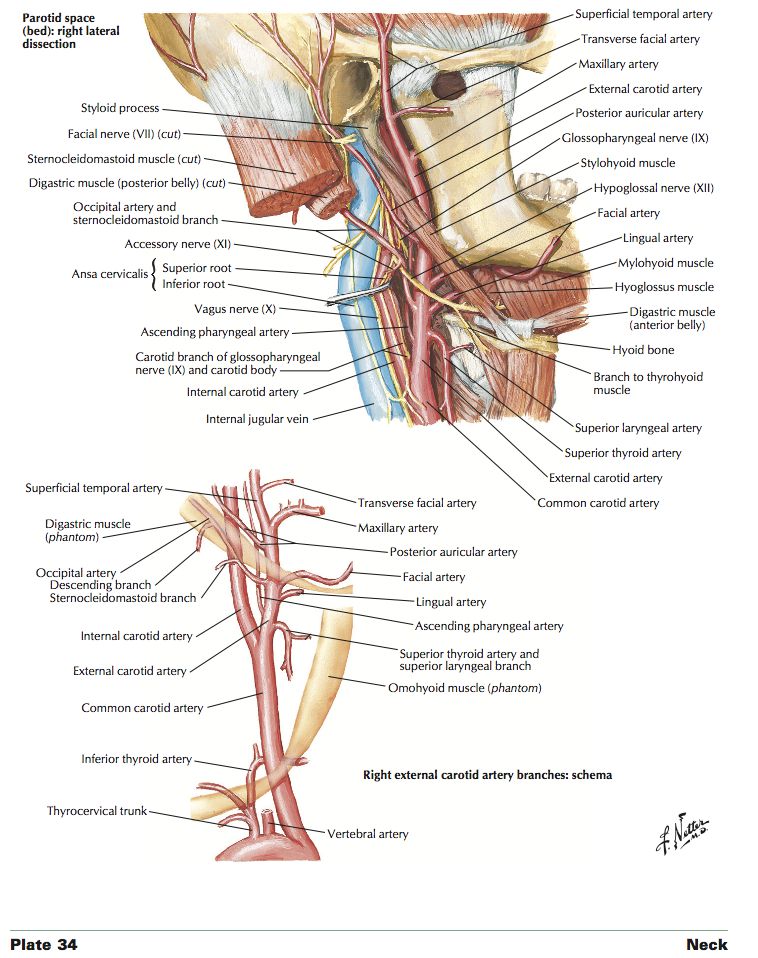 Parotid space
(bed): right lateral
dissection
Styloid process
Facial nerve (VII) (cut)
Sternocleidomastoid muscle (cut)
Digastric muscle (posterior belly) (cut)
Occipital artery and
sternocleidomastoid branch
Accessory nerve (XI)
Ansa cervicalis { Superior root
Inferior root
Vagus nerve (X)
Ascending pharyngeal artery
Carotid branch of glossopharyngeal
nerve (IX) and carotid body
Internal carotid artery
Internal jugular vein
Superficial temporal artery
Transverse facial artery
Maxillary artery
External carotid artery
Posterior auricular artery
Glossopharyngeal nerve (IX)
Stylohyoid muscle
Hypoglossal nerve (XII)
Facial artery
Lingual artery
Mylohyoid muscle
Hyoglossus muscle
Digastric muscle
(anterior belly)
Hyoid bone
Branch to thyrohyoid
muscle
Superior laryngeal artery
Superior thyroid artery
External carotid artery
Common carotid artery
Superficial temporal artery
Digastric muscle
(phantom)
Occipital artery
Descending branch
Sternocleidomastoid branch
Internal carotid artery
External carotid artery
Common carotid artery
Inferior thyroid artery
Thyrocervical trunk
Transverse facial artery
Maxillary artery
Posterior auricular artery
Facial artery
Lingual artery
Ascending pharyngeal artery
Superior thyroid artery and
superior laryngeal branch
Omohyoid muscle (phantom)
Right external carotid artery branches: schema
Vertebral artery
F. Netter
M.D.
Plate 34
Neck